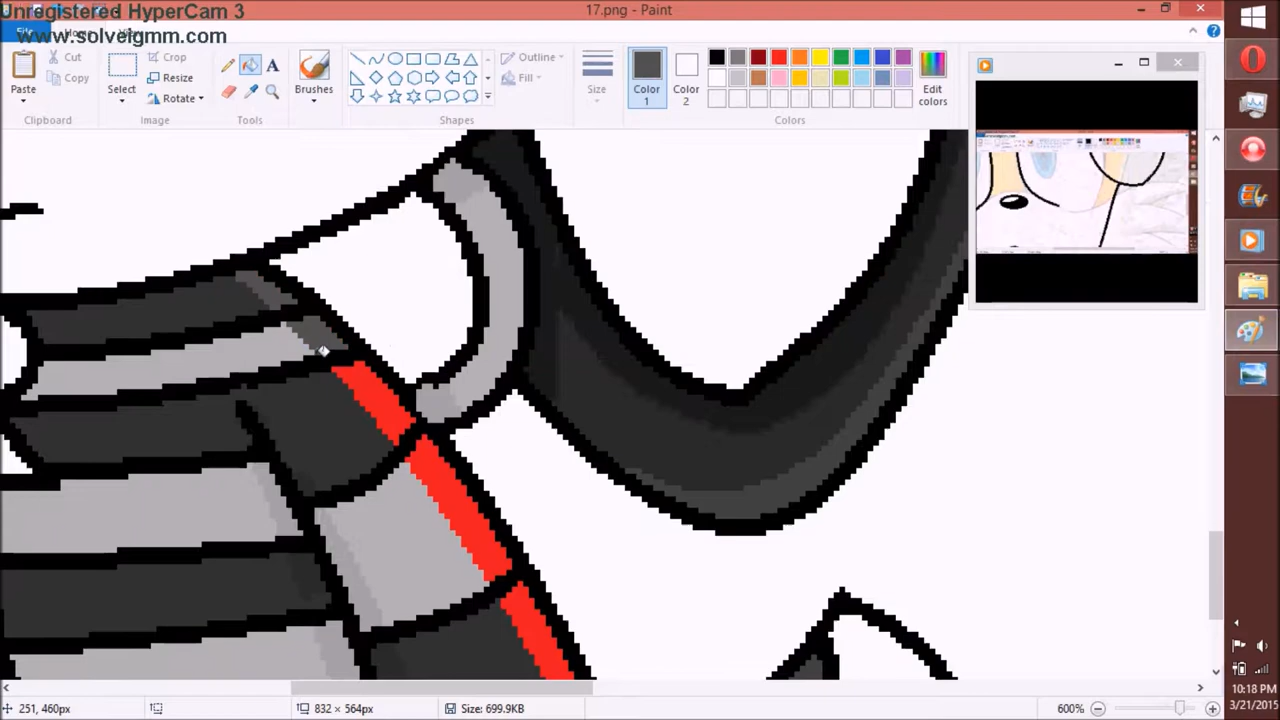 Unregistered HyperCam 3
www.solveigmm.com
17.png - Paint
File
Paste
Cut
Copy
Clipboard
Select
Crop
Resize
Rotate
Image
Tools
Brushes
Shapes
Outline
Fill
Size
Color 1
Color 2
Edit colors
Colors
251, 460px
832 × 564px
Size: 699.9KB
600%
10:18 PM
3/21/2015